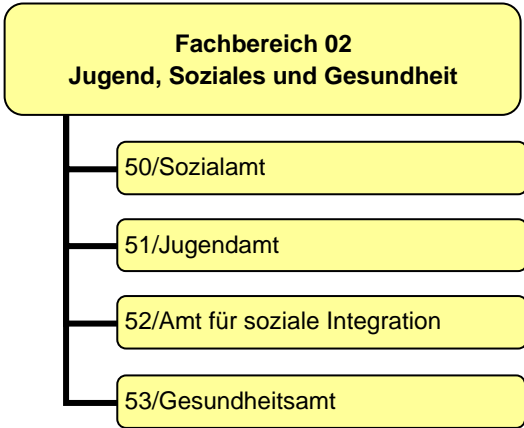 Fachbereich 02
Jugend, Soziales und Gesundheit
50/Sozialamt
51/Jugendamt
52/Amt für soziale Integration
53/Gesundheitsamt